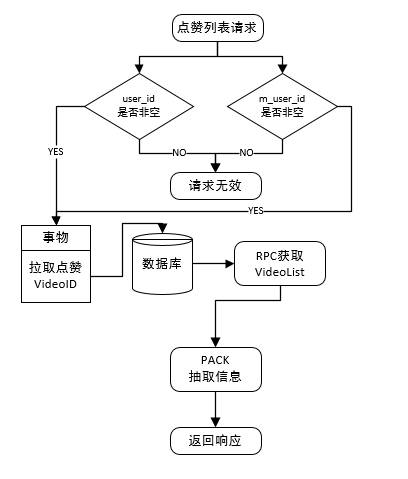 点赞列表请求
user_id
是否非空
m_user_id
是否非空
YES
NO
NO
请求无效
YES
事物
拉取点赞
VideoID
数据库
RPC获取
VideoList
PACK
抽取信息
返回响应